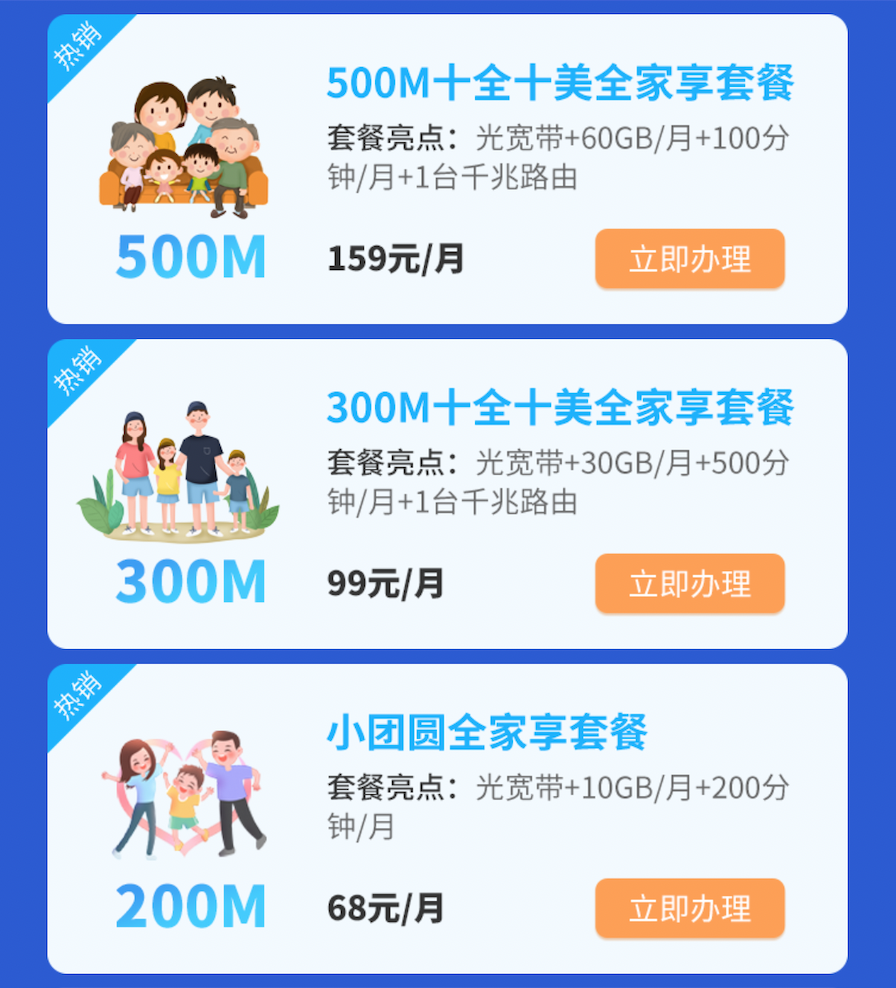 热销
500M十全十美全家享套餐
套餐亮点：光宽带+60GB/月+100分
钟/月+1台千兆路由
500M
159元/月
立即办理
热销
300M十全十美全家享套餐
套餐亮点：光宽带+30GB/月+500分
钟/月+1台千兆路由
300M
99元/月
立即办理
热销
小团圆全家享套餐
套餐亮点：光宽带+10GB/月+200分
钟/月
200M
68元/月
立即办理